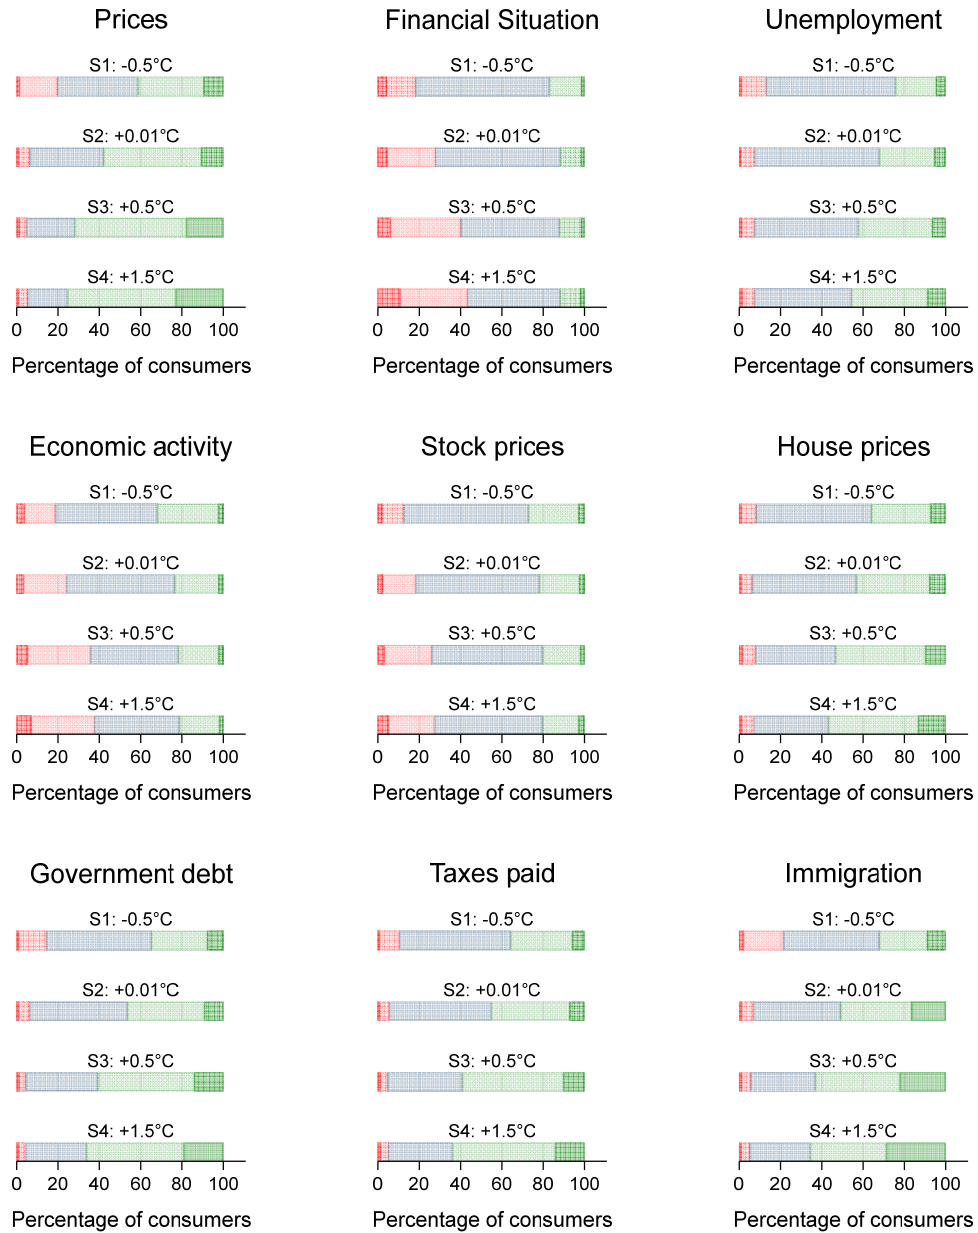 Prices Financial Situation Unemployment
S1: -0.5°C S1: -0.5°C S1: -0.5°C
S2: +0.01°C S2: +0.01°C S2: +0.01°C
S3: +0.5°C S3: +0.5°C S3: +0.5°C
S4: +1.5°C S4: +1.5°C S4: +1.5°C
0 20 40 60 80 100 0 20 40 60 80 100 0 20 40 60 80 100
Percentage of consumers Percentage of consumers Percentage of consumers
Economic activity Stock prices House prices
S1: -0.5°C S1: -0.5°C S1: -0.5°C
S2: +0.01°C S2: +0.01°C S2: +0.01°C
S3: +0.5°C S3: +0.5°C S3: +0.5°C
S4: +1.5°C S4: +1.5°C S4: +1.5°C
0 20 40 60 80 100 0 20 40 60 80 100 0 20 40 60 80 100
Percentage of consumers Percentage of consumers Percentage of consumers
Government debt Taxes paid Immigration
S1: -0.5°C S1: -0.5°C S1: -0.5°C
S2: +0.01°C S2: +0.01°C S2: +0.01°C
S3: +0.5°C S3: +0.5°C S3: +0.5°C
S4: +1.5°C S4: +1.5°C S4: +1.5°C
0 20 40 60 80 100 0 20 40 60 80 100 0 20 40 60 80 100
Percentage of consumers Percentage of consumers Percentage of consumers